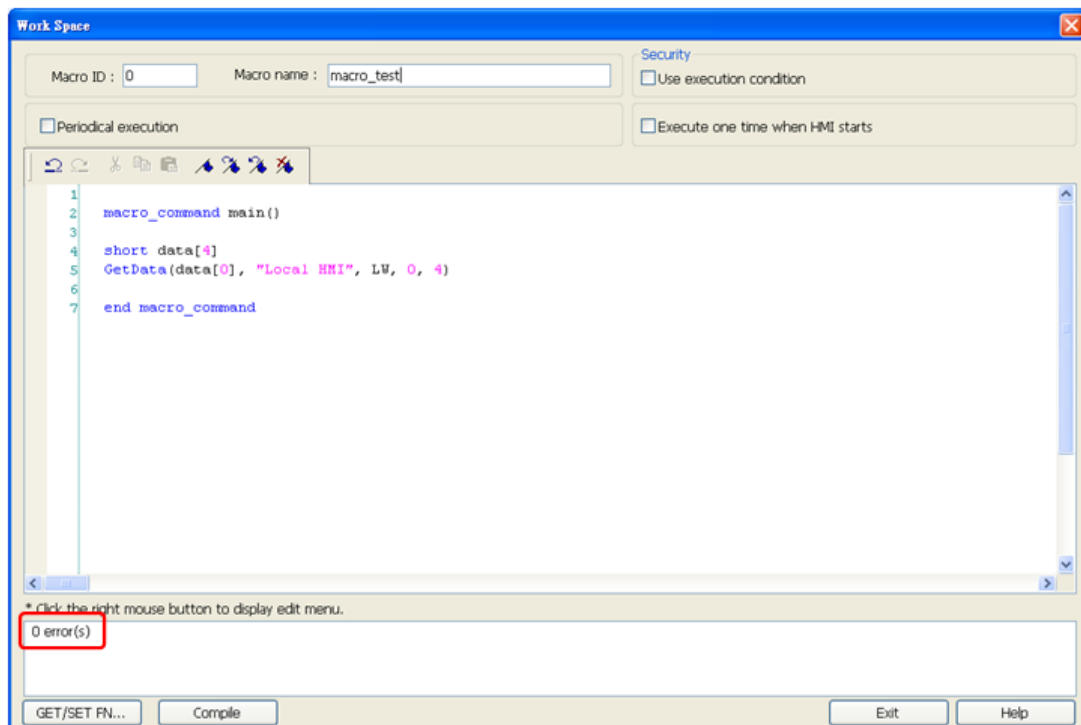 Work Space
Macro ID : 0 Macro name : macro_test
Security
Use execution condition
Periodical execution
Execute one time when HMI starts
1
2 macro_command main()
3
4 short data[4]
5 GetData(data[0], "Local HMI", LW, 0, 4)
6
7 end macro_command
* Click the right mouse button to display edit menu.
0 error(s)
GET/SET FN... Compile Exit Help